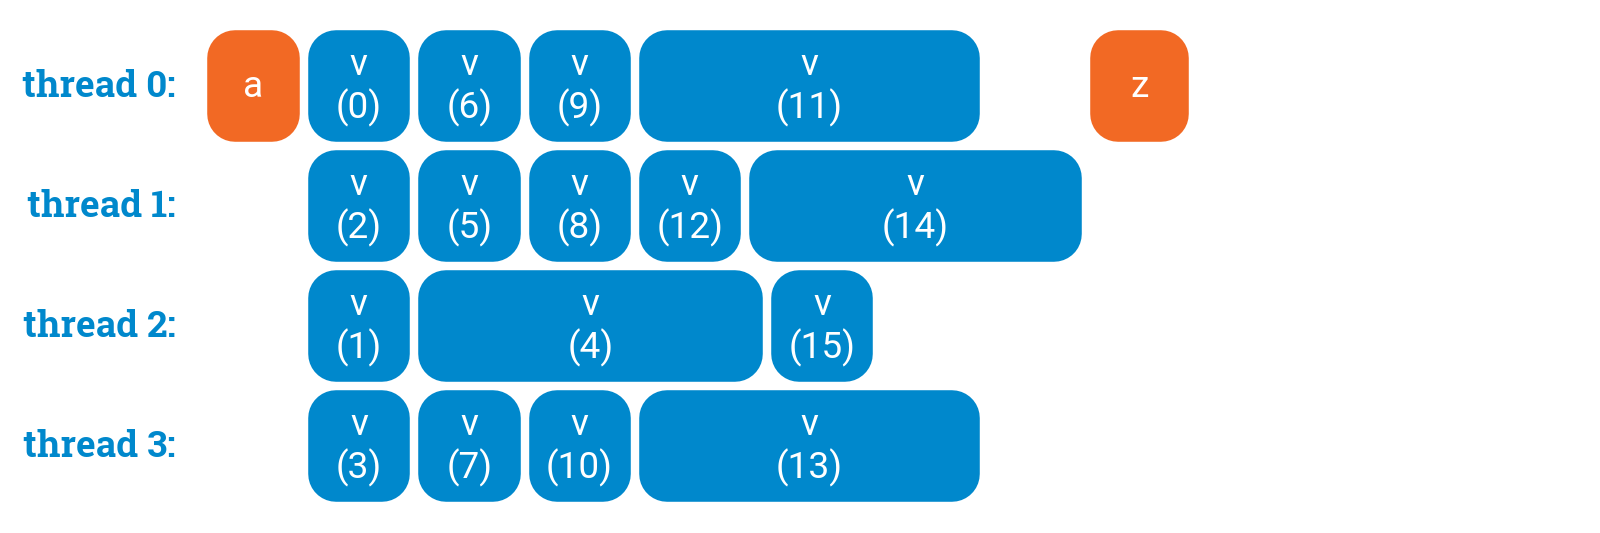 thread 0:
a
v
(0)
v
(6)
v
(9)
v
(11)
z
thread 1:
v
(2)
v
(5)
v
(8)
v
(12)
v
(14)
thread 2:
v
(1)
v
(4)
v
(15)
thread 3:
v
(3)
v
(7)
v
(10)
v
(13)